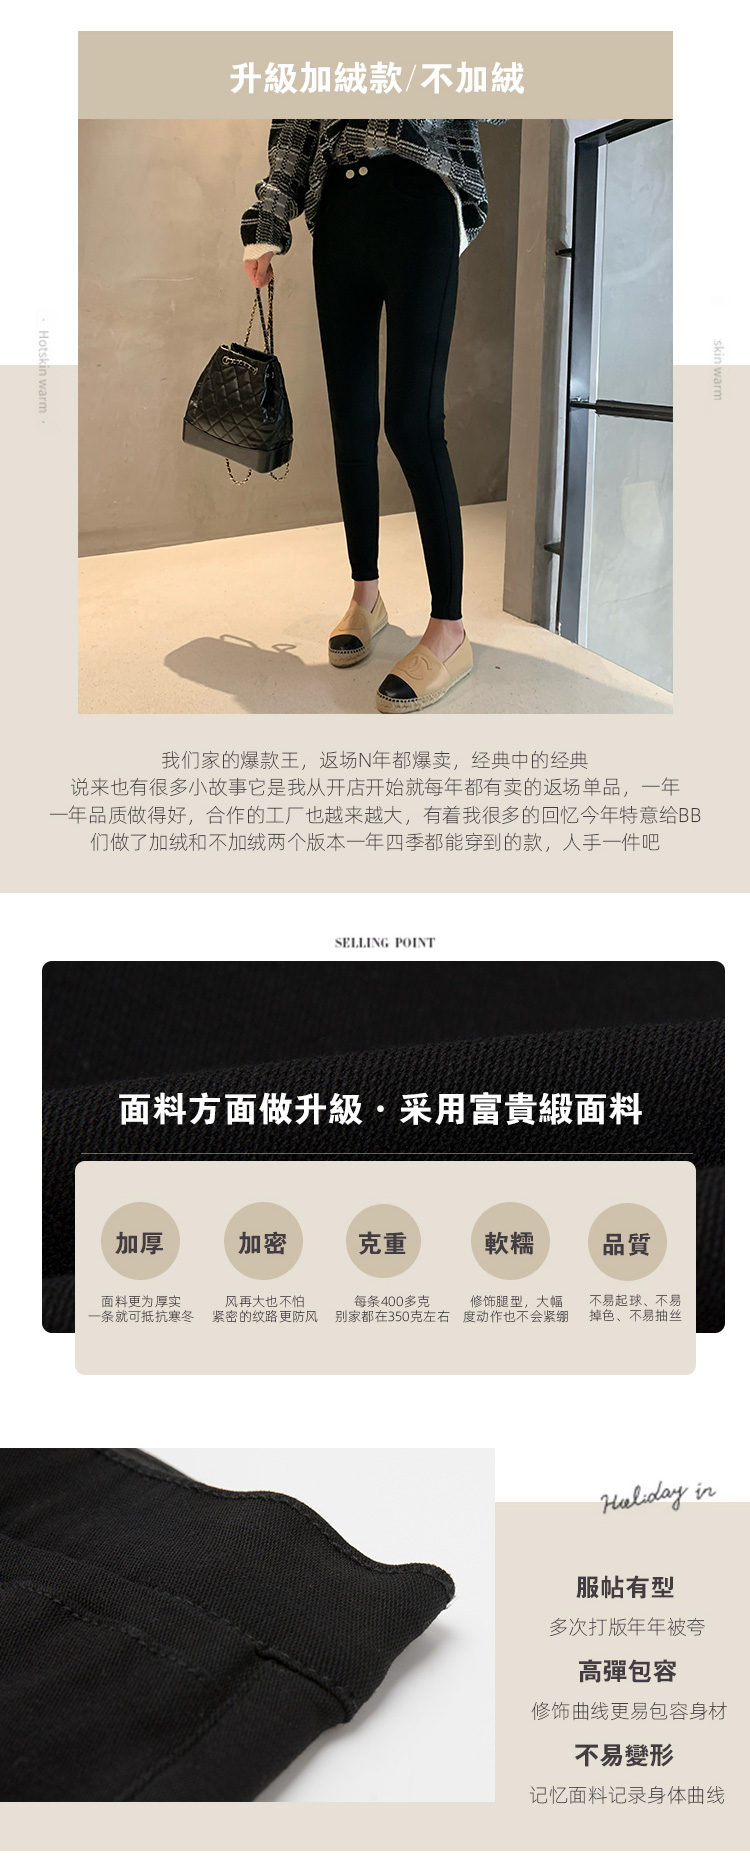 升級加絨款/不加絨
· Hotskin warm ·
skin warm
我们家的爆款王，返场N年都爆卖，经典中的经典
说来也有很多小故事它是我从开店开始就每年都有卖的返场单品，一年
一年品质做得好，合作的工厂也越来越大，有着我很多的回忆今年特意给BB
们做了加绒和不加绒两个版本一年四季都能穿到的款，人手一件吧
SELLING POINT
面料方面做升級·采用富貴緞面料
加厚
面料更为厚实
一条就可抵抗寒冬
加密
风再大也不怕
紧密的纹路更防风
克重
每条400多克
别家都在350克左右
軟糯
修饰腿型，大幅
度动作也不会紧绷
品質
不易起球、不易
掉色、不易抽丝
Holiday in
服帖有型
多次打版年年被夸
高彈包容
修饰曲线更易包容身材
不易變形
记忆面料记录身体曲线